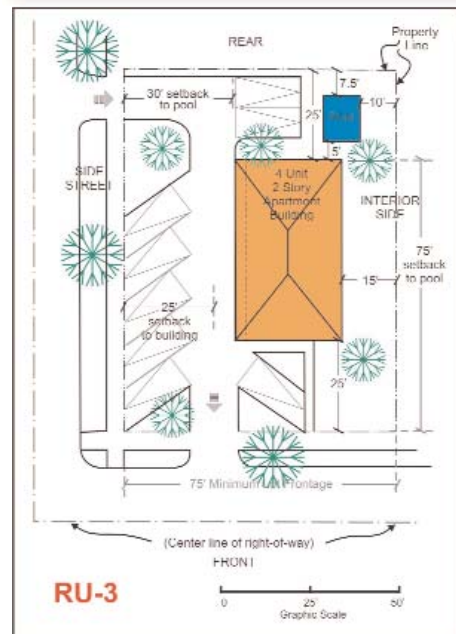 REAR
Property
Line
7.5'
30' setback
to pool
25'
10'
Pool
5'
SIDE
STREET
4 Unit
2 Story
Apartment
Building
INTERIOR
SIDE
75'
setback
to pool
15'
25'
setback
to building
25'
75' Minimum Lot Frontage
(Center line of right-of-way)
FRONT
RU-3
0 25' 50'
Graphic Scale